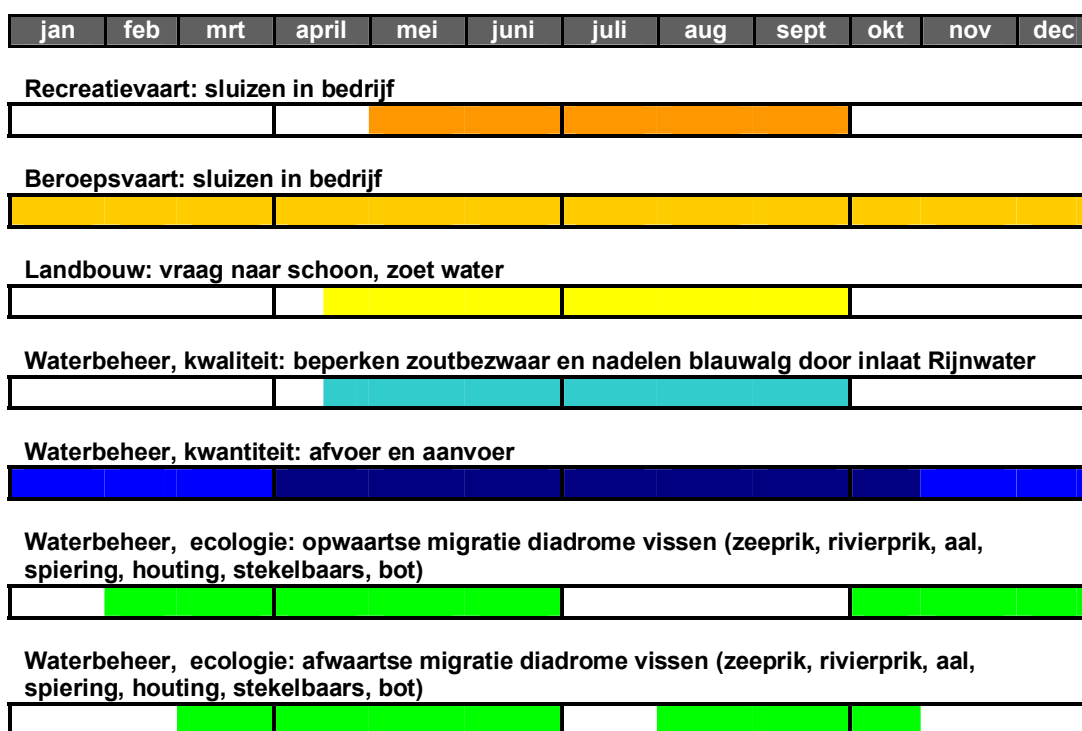 jan feb mrt april mei juni juli aug sept okt nov dec
Recreatievaart: sluizen in bedrijf
Beroepsvaart: sluizen in bedrijf
Landbouw: vraag naar schoon, zoet water
Waterbeheer, kwaliteit: beperken zoutbezwaar en nadelen blauwalg door inlaat Rijnwater
Waterbeheer, kwantiteit: afvoer en aanvoer
Waterbeheer, ecologie: opwaartse migratie diadrome vissen (zeeprik, rivierprik, aal,
spiering, houting, stekelbaars, bot)
Waterbeheer, ecologie: afwaartse migratie diadrome vissen (zeeprik, rivierprik, aal,
spiering, houting, stekelbaars, bot)